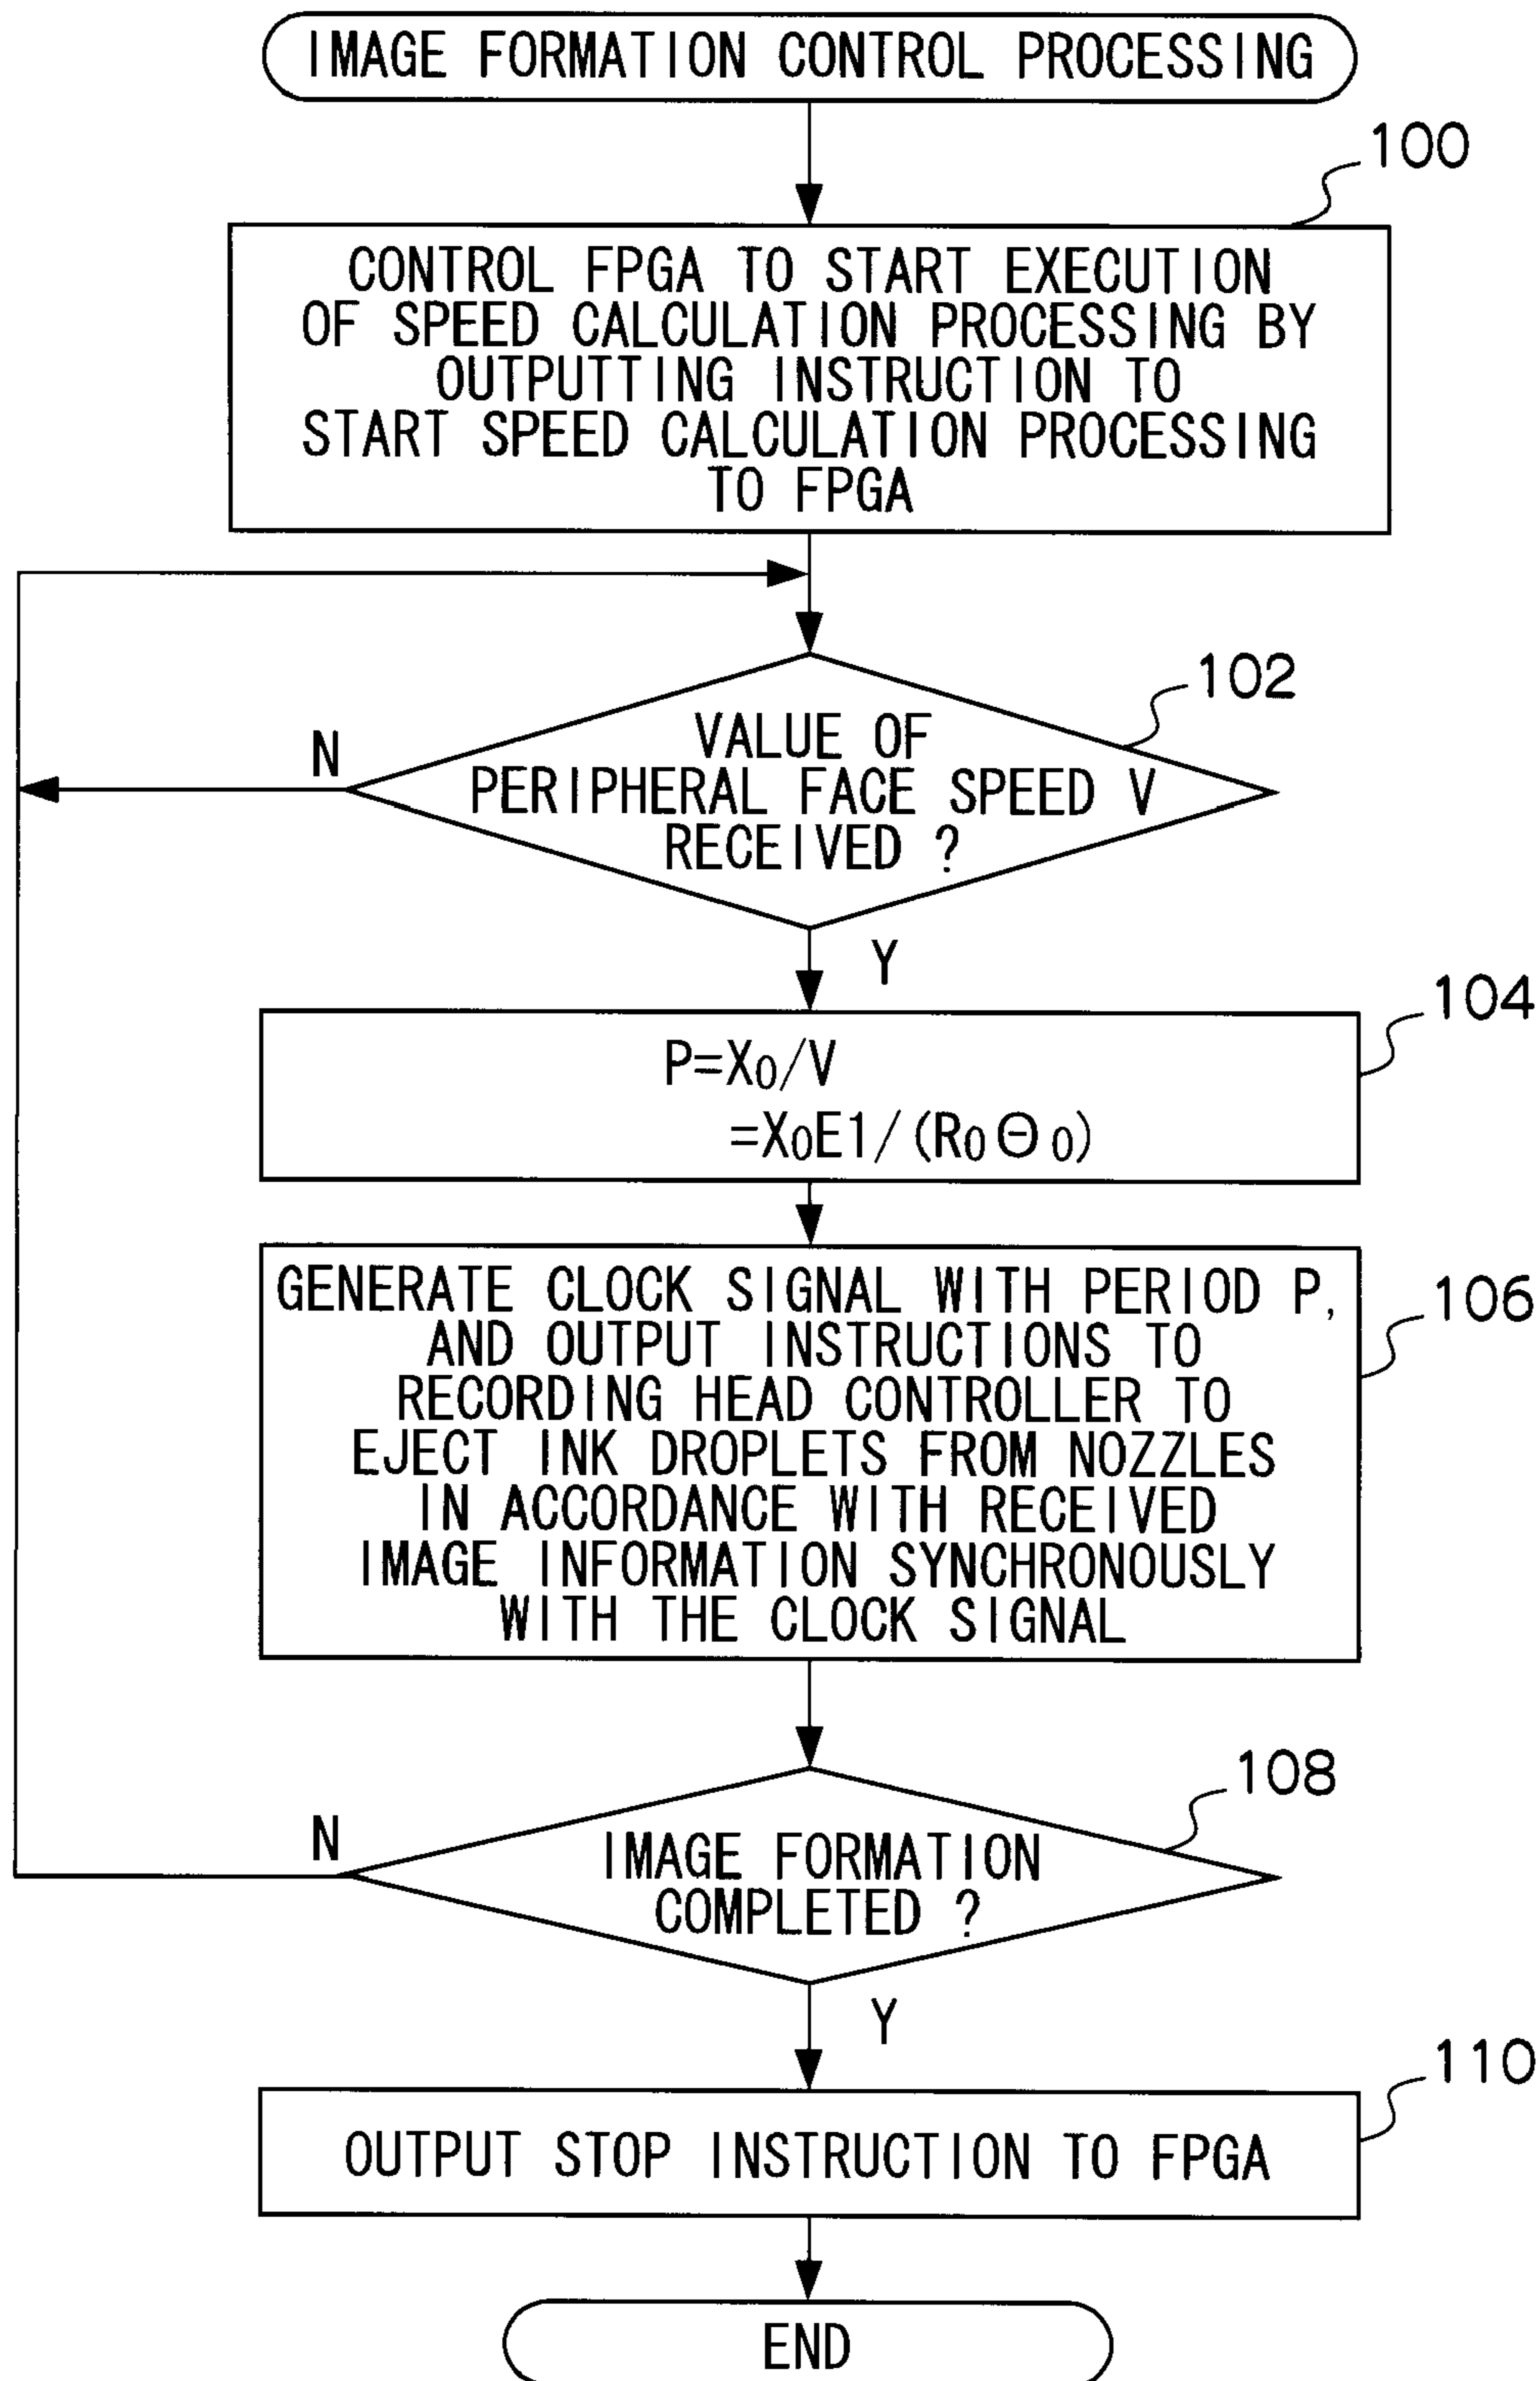 IMAGE FORMATION CONTROL PROCESSING
100
CONTROL FPGA TO START EXECUTION
OF SPEED CALCULATION PROCESSING BY
OUTPUTTING INSTRUCTION TO
START SPEED CALCULATION PROCESSING
TO FPGA
102
N
VALUE OF
PERIPHERAL FACE SPEED V
RECEIVED ?
Y
104
P=X0/V
=X0E1/(R0Θ0)
106
GENERATE CLOCK SIGNAL WITH PERIOD P,
AND OUTPUT INSTRUCTIONS TO
RECORDING HEAD CONTROLLER TO
EJECT INK DROPLETS FROM NOZZLES
IN ACCORDANCE WITH RECEIVED
IMAGE INFORMATION SYNCHRONOUSLY
WITH THE CLOCK SIGNAL
108
N
IMAGE FORMATION
COMPLETED ?
Y
110
OUTPUT STOP INSTRUCTION TO FPGA
END